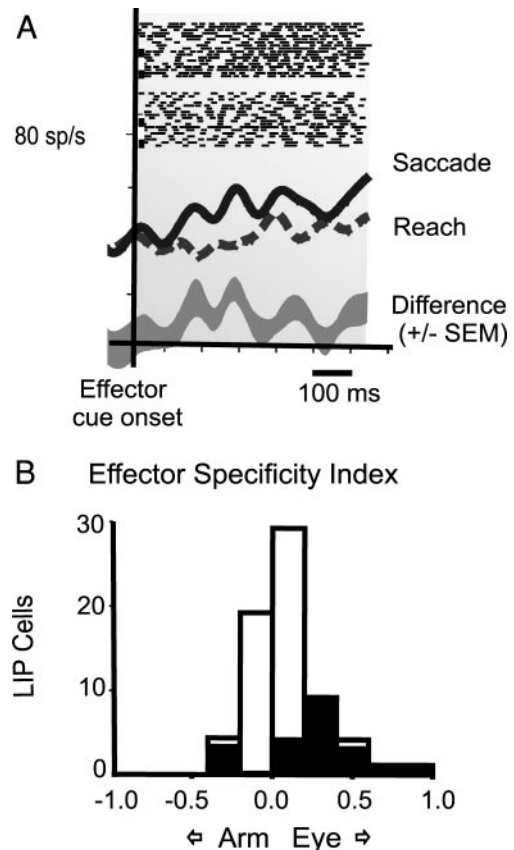 A
80 sp/s
Saccade
Reach
Difference
(+/- SEM)
Effector
cue onset
100 ms
B Effector Specificity Index
LIP Cells
30
20
10
0
-1.0 -0.5 0.0 0.5 1.0
⇦ Arm Eye ⇨